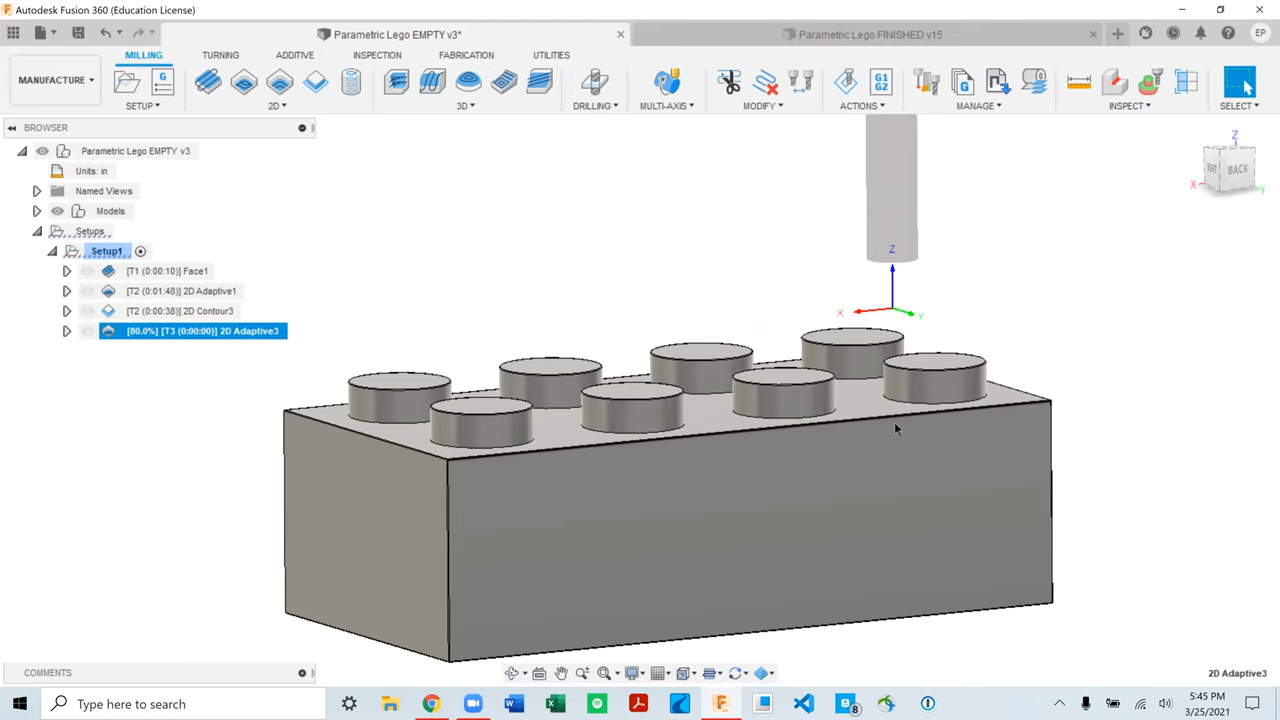 Autodesk Fusion 360 (Education License)
Parametric Lego EMPTY v3*
Parametric Lego FINISHED v15
EP
MILLING
TURNING
ADDITIVE
INSPECTION
FABRICATION
UTILITIES
MANUFACTURE
G
G1
G2
G
SETUP
2D
3D
DRILLING
MULTI-AXIS
MODIFY
ACTIONS
MANAGE
INSPECT
SELECT
BROWSER
Parametric Lego EMPTY v3
Units: in
Named Views
Models
Setups
Setup1
[T1 (0:00:10)] Face1
[T2 (0:01:48)] 2D Adaptive1
[T2 (0:00:38)] 2D Contour3
[80.0%] [T3 (0:00:00)] 2D Adaptive3
Z
BACK
X
Y
Z
X
Y
COMMENTS
2D Adaptive3
Type here to search
8
5:45 PM
3/25/2021